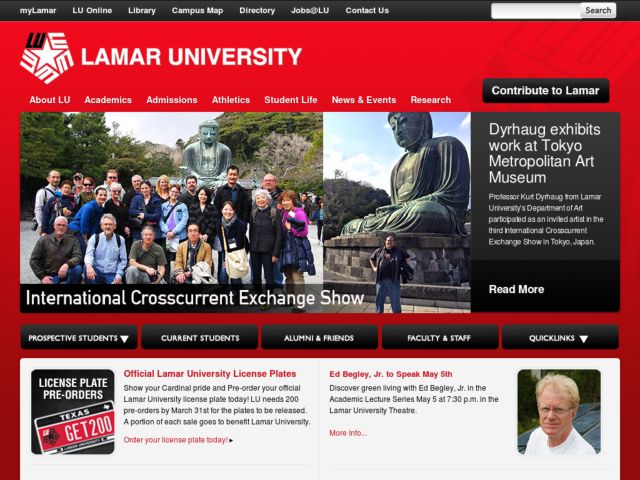 myLamar LU Online Library Campus Map Directory Jobs@LU Contact Us Search
LU
LAMAR UNIVERSITY
Contribute to Lamar
About LU Academics Admissions Athletics Student Life News & Events Research
Dyrhaug exhibits
work at Tokyo
Metropolitan Art
Museum
Professor Kurt Dyrhaug from Lamar
University's Department of Art
participated as an invited artist in the
third International Crosscurrent
Exchange Show in Tokyo, Japan.
Read More
International Crosscurrent Exchange Show
PROSPECTIVE STUDENTS CURRENT STUDENTS ALUMNI & FRIENDS FACULTY & STAFF QUICKLINKS
LICENSE PLATE
PRE-ORDERS
TEXAS
GET200
LAMAR UNIVERSITY
Official Lamar University License Plates
Show your Cardinal pride and Pre-order your official
Lamar University license plate today! LU needs 200
pre-orders by March 31st for the plates to be released.
A portion of each sale goes to benefit Lamar University.
Order your license plate today!
Ed Begley, Jr. to Speak May 5th
Discover green living with Ed Begley, Jr. in the
Academic Lecture Series May 5 at 7:30 p.m. in the
Lamar University Theatre.
More Info...